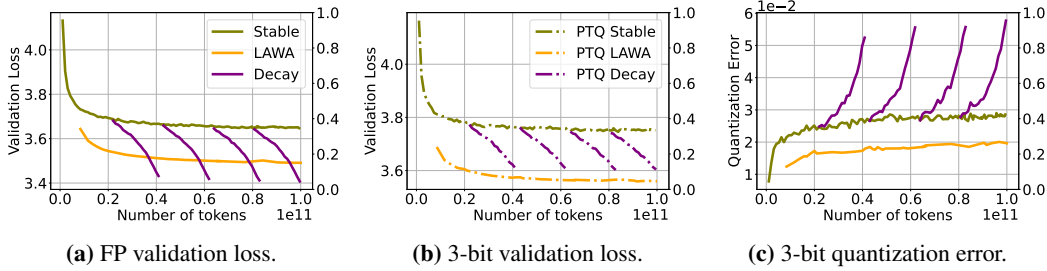 Validation Loss
4.0
3.8
3.6
3.4
Stable
LAWA
Decay
1.0
0.8
0.6
0.4
0.2
0.0
0.0 0.2 0.4 0.6 0.8 1.0
Number of tokens
1e11
(a) FP validation loss.
Validation Loss
4.0
3.8
3.6
PTQ Stable
PTQ LAWA
PTQ Decay
1.0
0.8
0.6
0.4
0.2
0.0
0.0 0.2 0.4 0.6 0.8 1.0
Number of tokens
1e11
(b) 3-bit validation loss.
Quantization Error
6 1e-2
5
4
3
2
1
1.0
0.8
0.6
0.4
0.2
0.0
0.0 0.2 0.4 0.6 0.8 1.0
Number of tokens
1e11
(c) 3-bit quantization error.